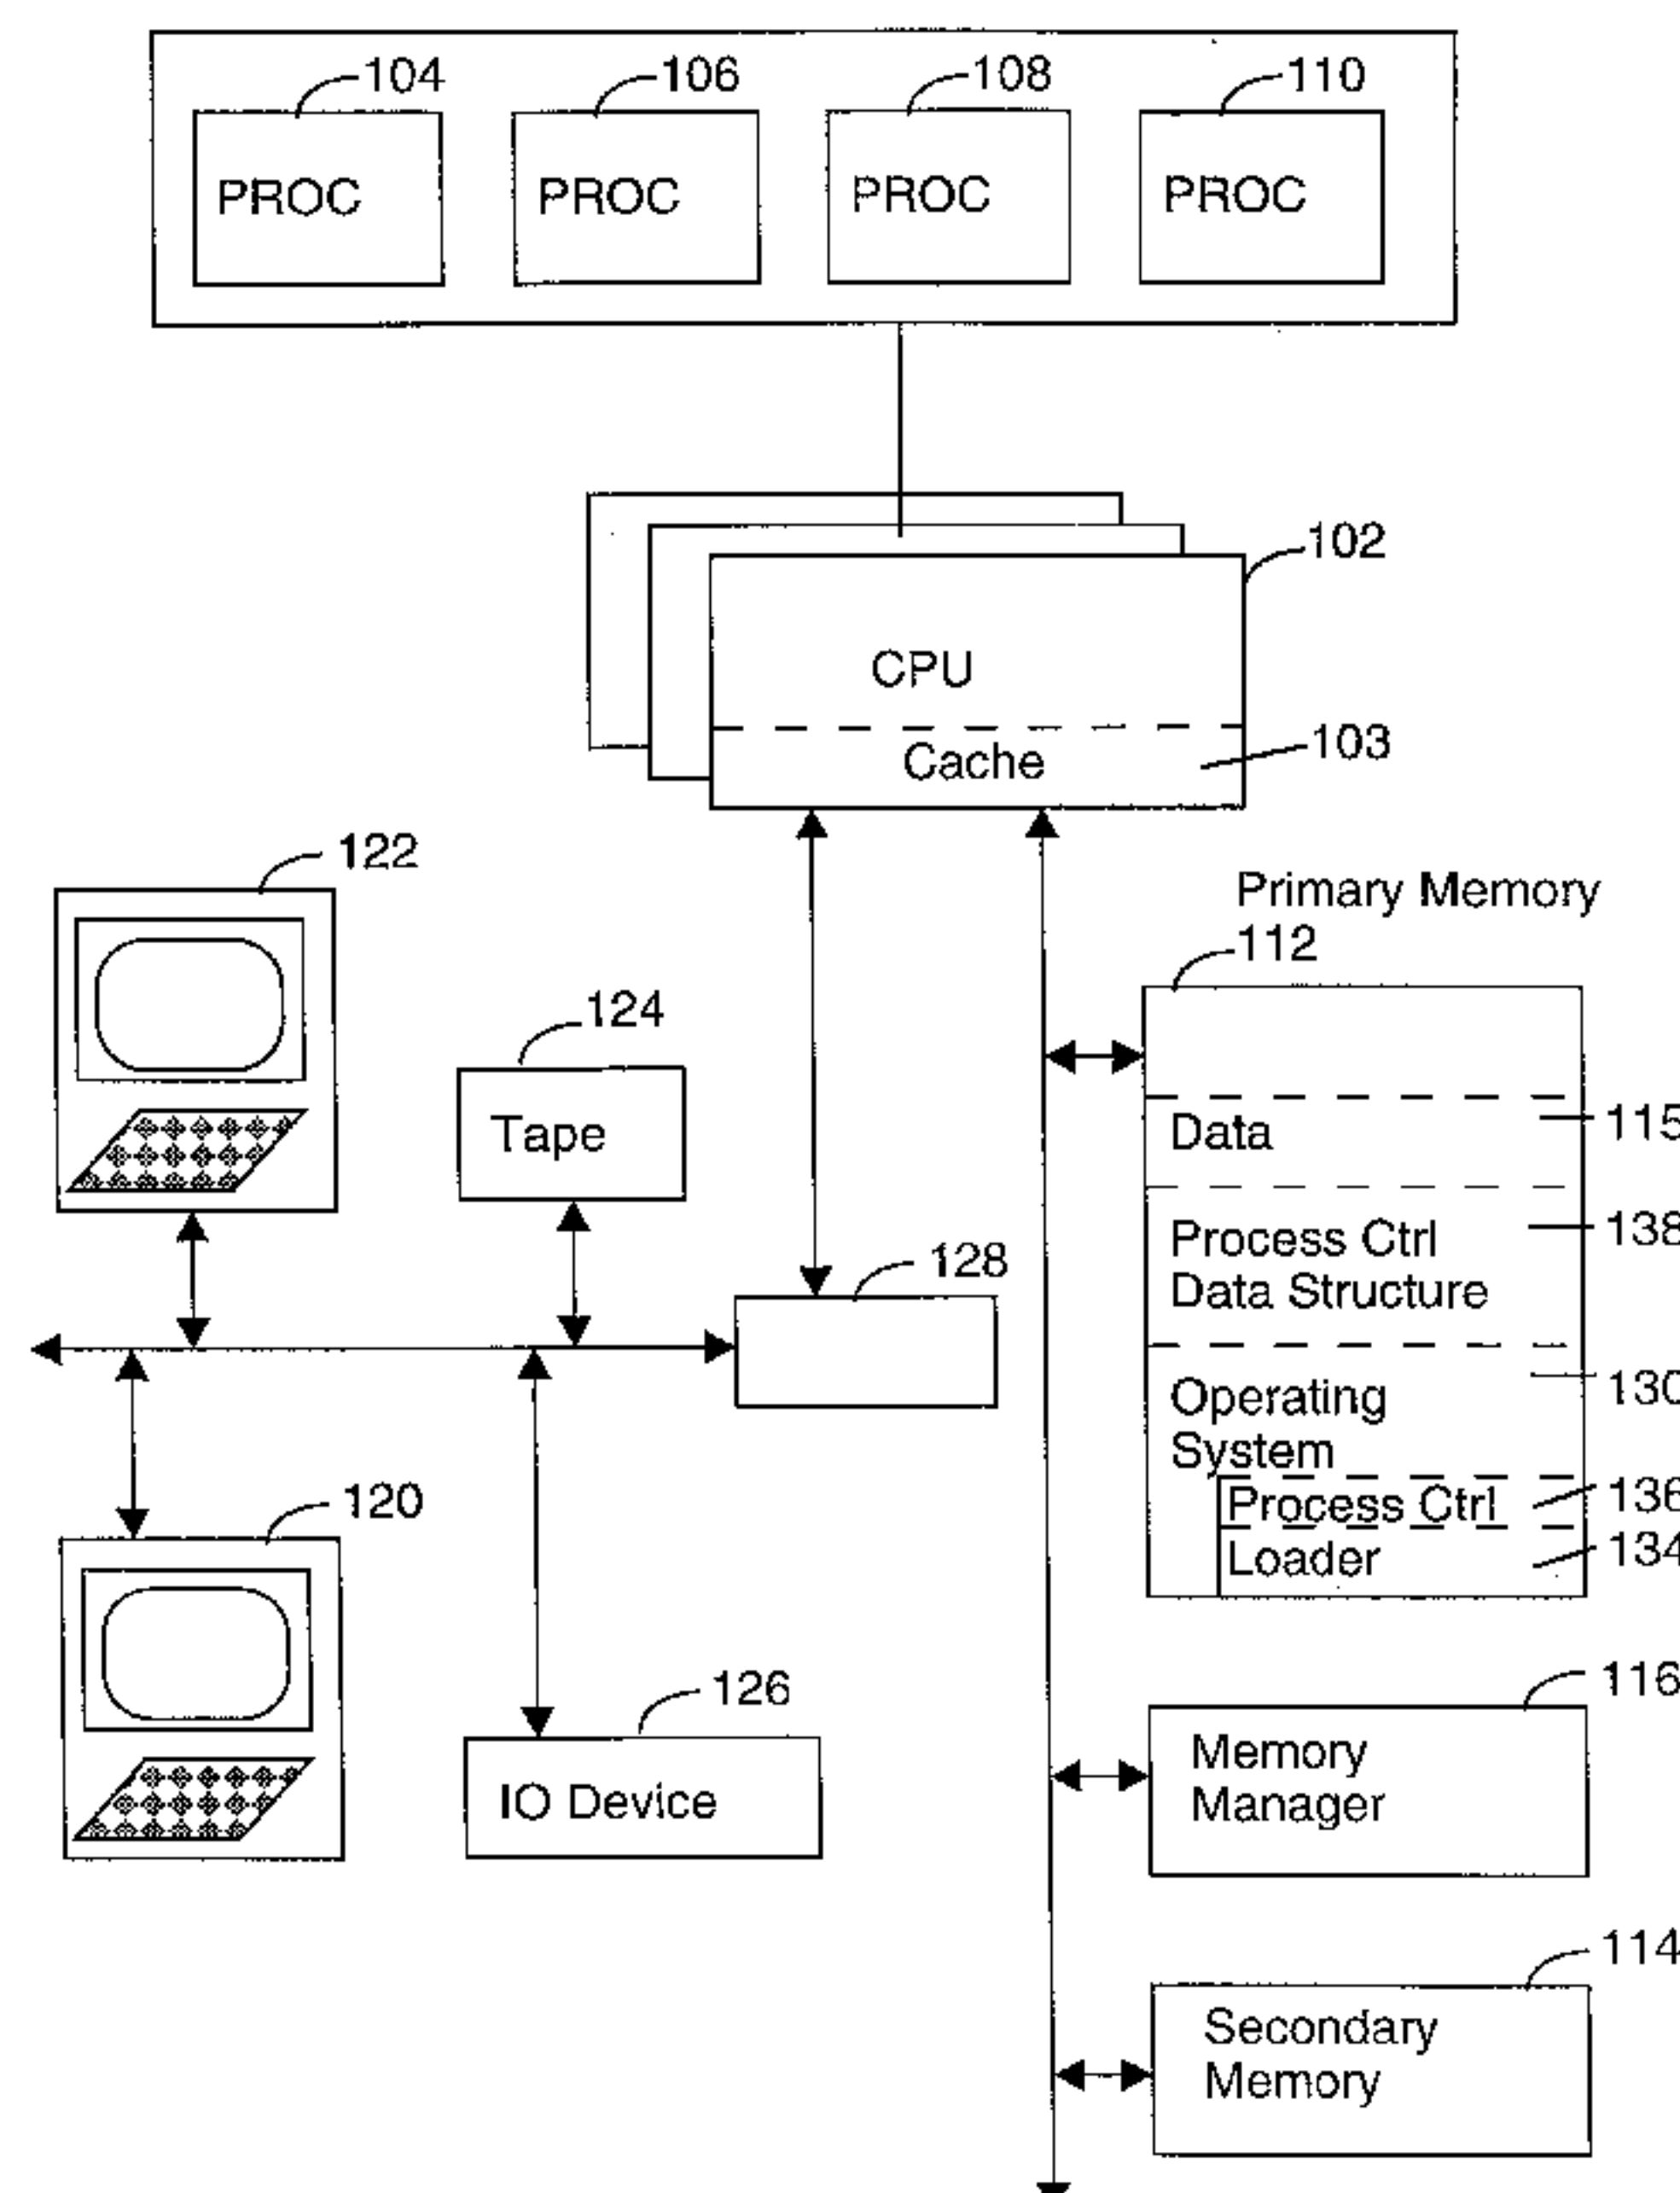 104 106 108 110
PROC PROC PROC PROC
102
CPU
103
Cache
122
Primary Memory
112
124
Tape
115
Data
138
Process Ctrl
Data Structure
128
130
Operating
System
136
Process Ctrl
134
Loader
120
126
IO Device
116
Memory
Manager
114
Secondary
Memory